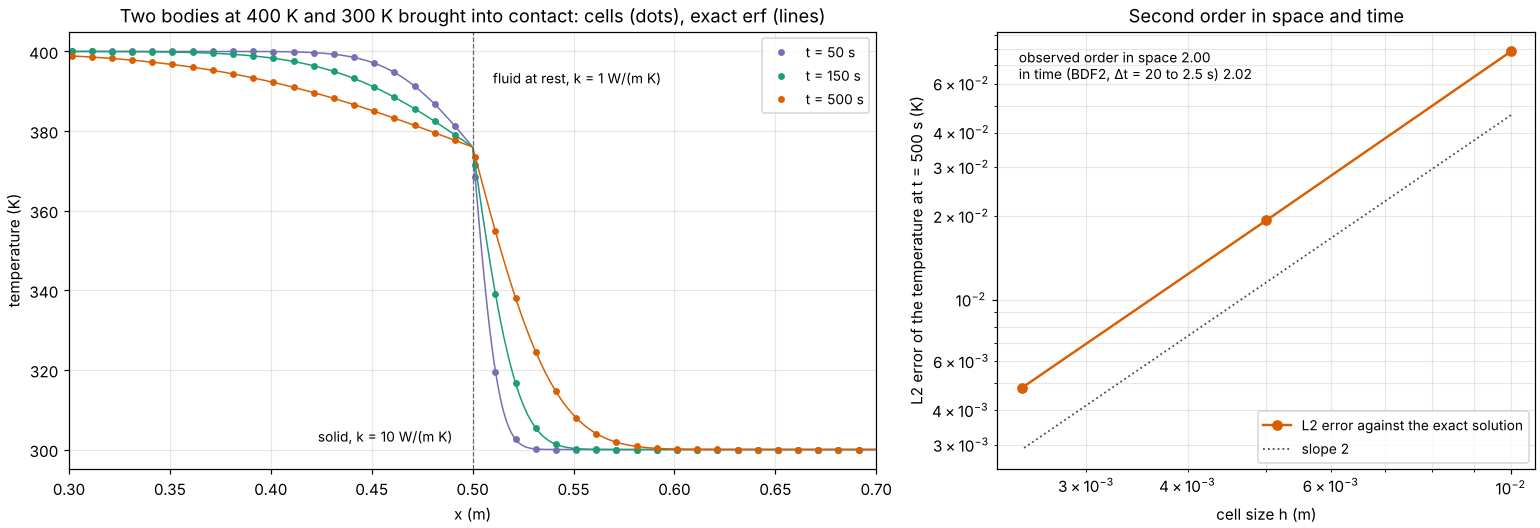 Two bodies at 400 K and 300 K brought into contact: cells (dots), exact erf (lines)
t = 50 s
t = 150 s
t = 500 s
fluid at rest, k = 1 W/(m K)
solid, k = 10 W/(m K)
temperature (K)
400
380
360
340
320
300
0.30
0.35
0.40
0.45
0.50
0.55
0.60
0.65
0.70
x (m)
Second order in space and time
observed order in space 2.00
in time (BDF2, Δt = 20 to 2.5 s) 2.02
L2 error of the temperature at t = 500 s (K)
6 × 10⁻²
4 × 10⁻²
3 × 10⁻²
2 × 10⁻²
10⁻²
6 × 10⁻³
4 × 10⁻³
3 × 10⁻³
L2 error against the exact solution
slope 2
3 × 10⁻³
4 × 10⁻³
6 × 10⁻³
10⁻²
cell size h (m)